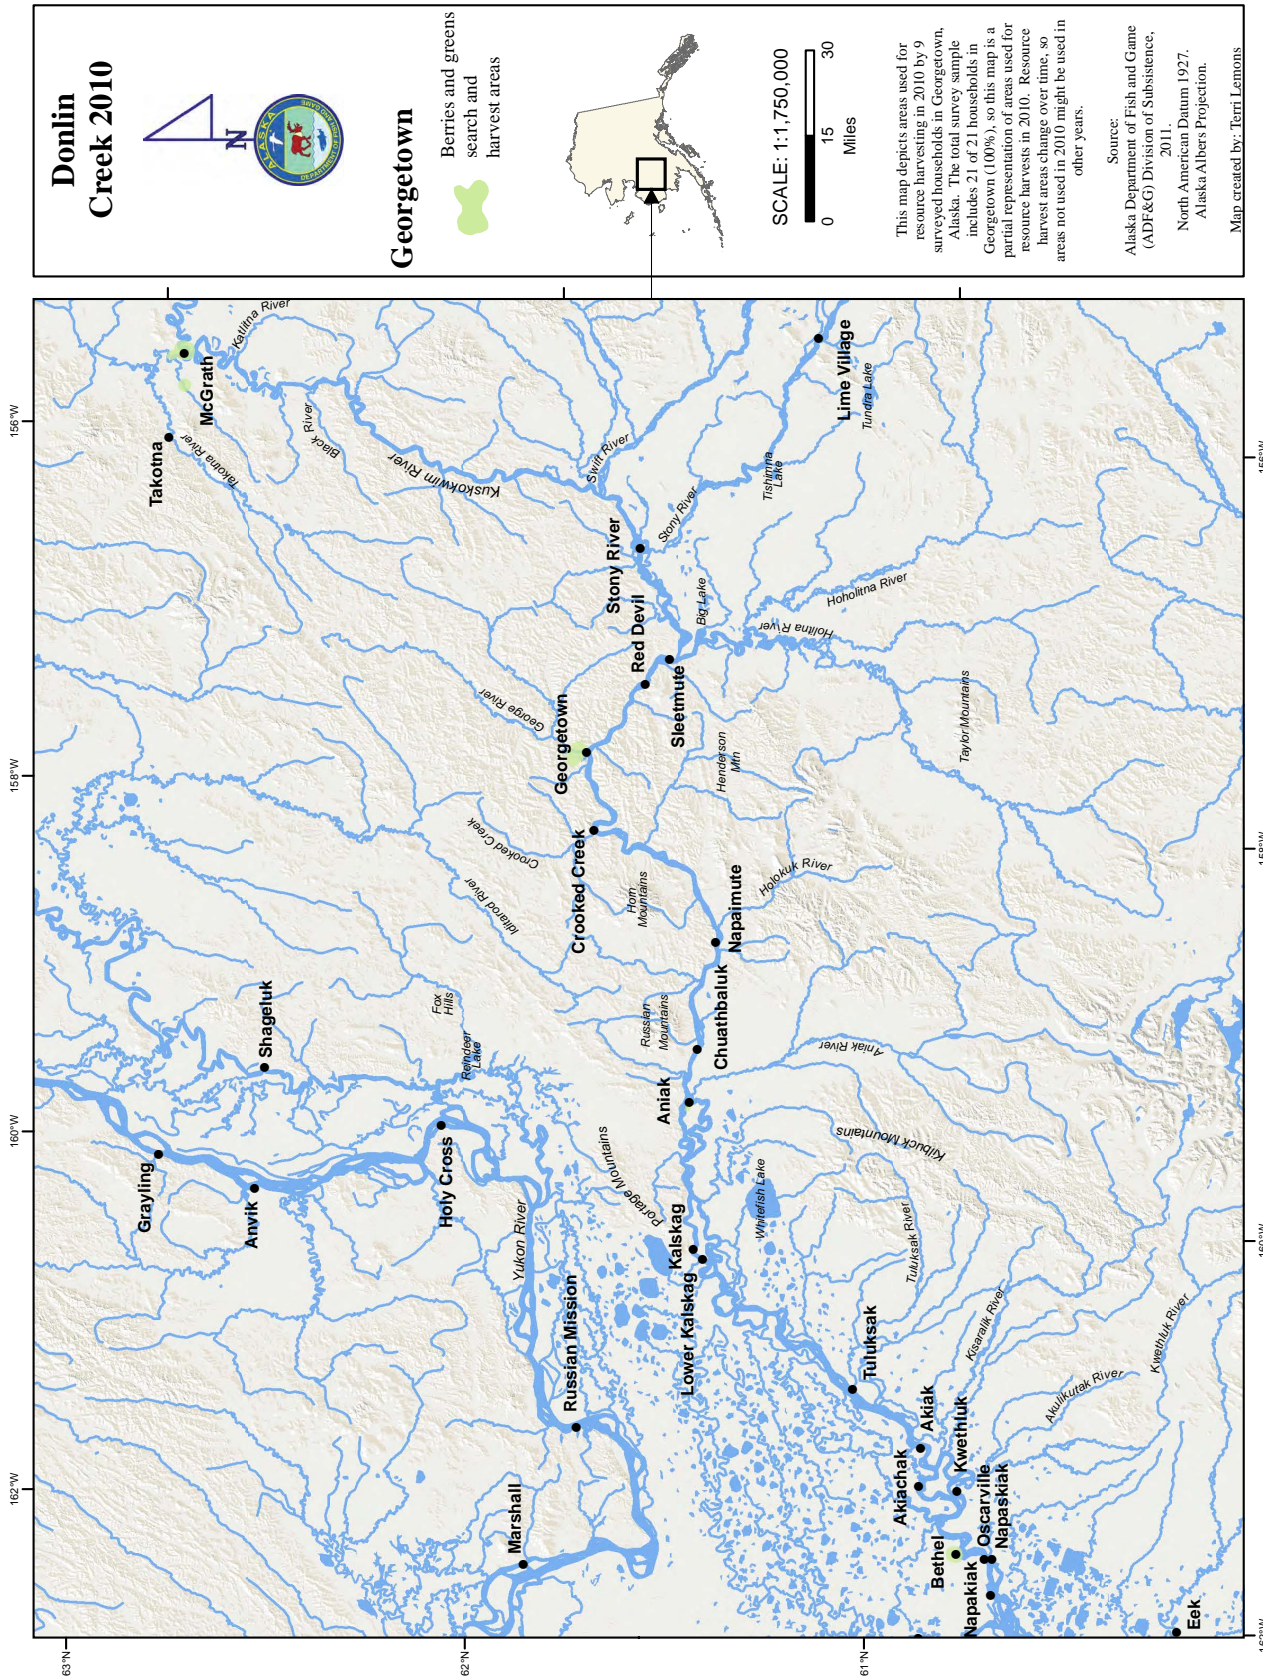 Donlin
Creek 2010
N
ALASKA
DEPARTMENT OF FISH AND GAME
Georgetown
Berries and greens
search and
harvest areas
SCALE: 1:1,750,000
0
15
30
Miles
This map depicts areas used for
resource harvesting in 2010 by 9
surveyed households in Georgetown,
Alaska. The total survey sample
includes 21 of 21 households in
Georgetown (100%), so this map is a
partial representation of areas used for
resource harvests in 2010. Resource
harvest areas change over time, so
areas not used in 2010 might be used in
other years.
Source:
Alaska Department of Fish and Game
(ADF&G) Division of Subsistence,
2011.
North American Datum 1927.
Alaska Albers Projection.
Map created by: Terri Lemons
162°W
160°W
158°W
156°W
63°N
62°N
61°N
162°W
160°W
158°W
156°W
Takotna
McGrath
Katlitna River
Takotna River
Black River
Kuskokwim River
Swift River
Stony River
Stony River
Lime Village
Tundra Lake
Tishimna
Lake
Red Devil
Sleetmute
Big Lake
Hoholitna River
Holitna River
George River
Georgetown
Henderson
Mtn
Taylor Mountains
Crooked Creek
Crooked Creek
Iditarod River
Horn
Mountains
Holokuk River
Napaimute
Chuathbaluk
Russian
Mountains
Fox
Hills
Reindeer
Lake
Shageluk
Aniak River
Aniak
Grayling
Anvik
Holy Cross
Portage Mountains
Kilbuck Mountains
Whitefish Lake
Yukon River
Kalskag
Lower Kalskag
Tuluksak River
Russian Mission
Tuluksak
Kisaralik River
Kwethluk River
Akulikutak River
Akiak
Akiachak
Kwethluk
Marshall
Bethel
Oscarville
Napaskiak
Napakiak
Eek